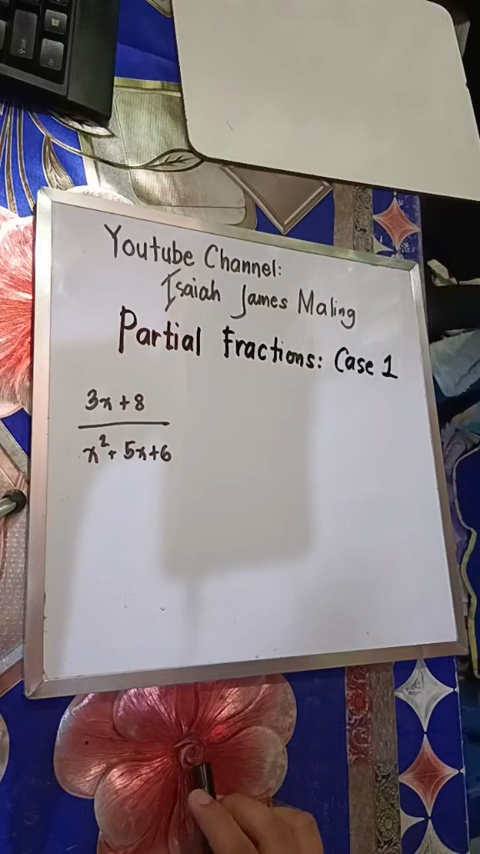 Youtube Channel:
Isaiah James Maling
Partial Fractions: Case 1
3x+8
x²+5x+6